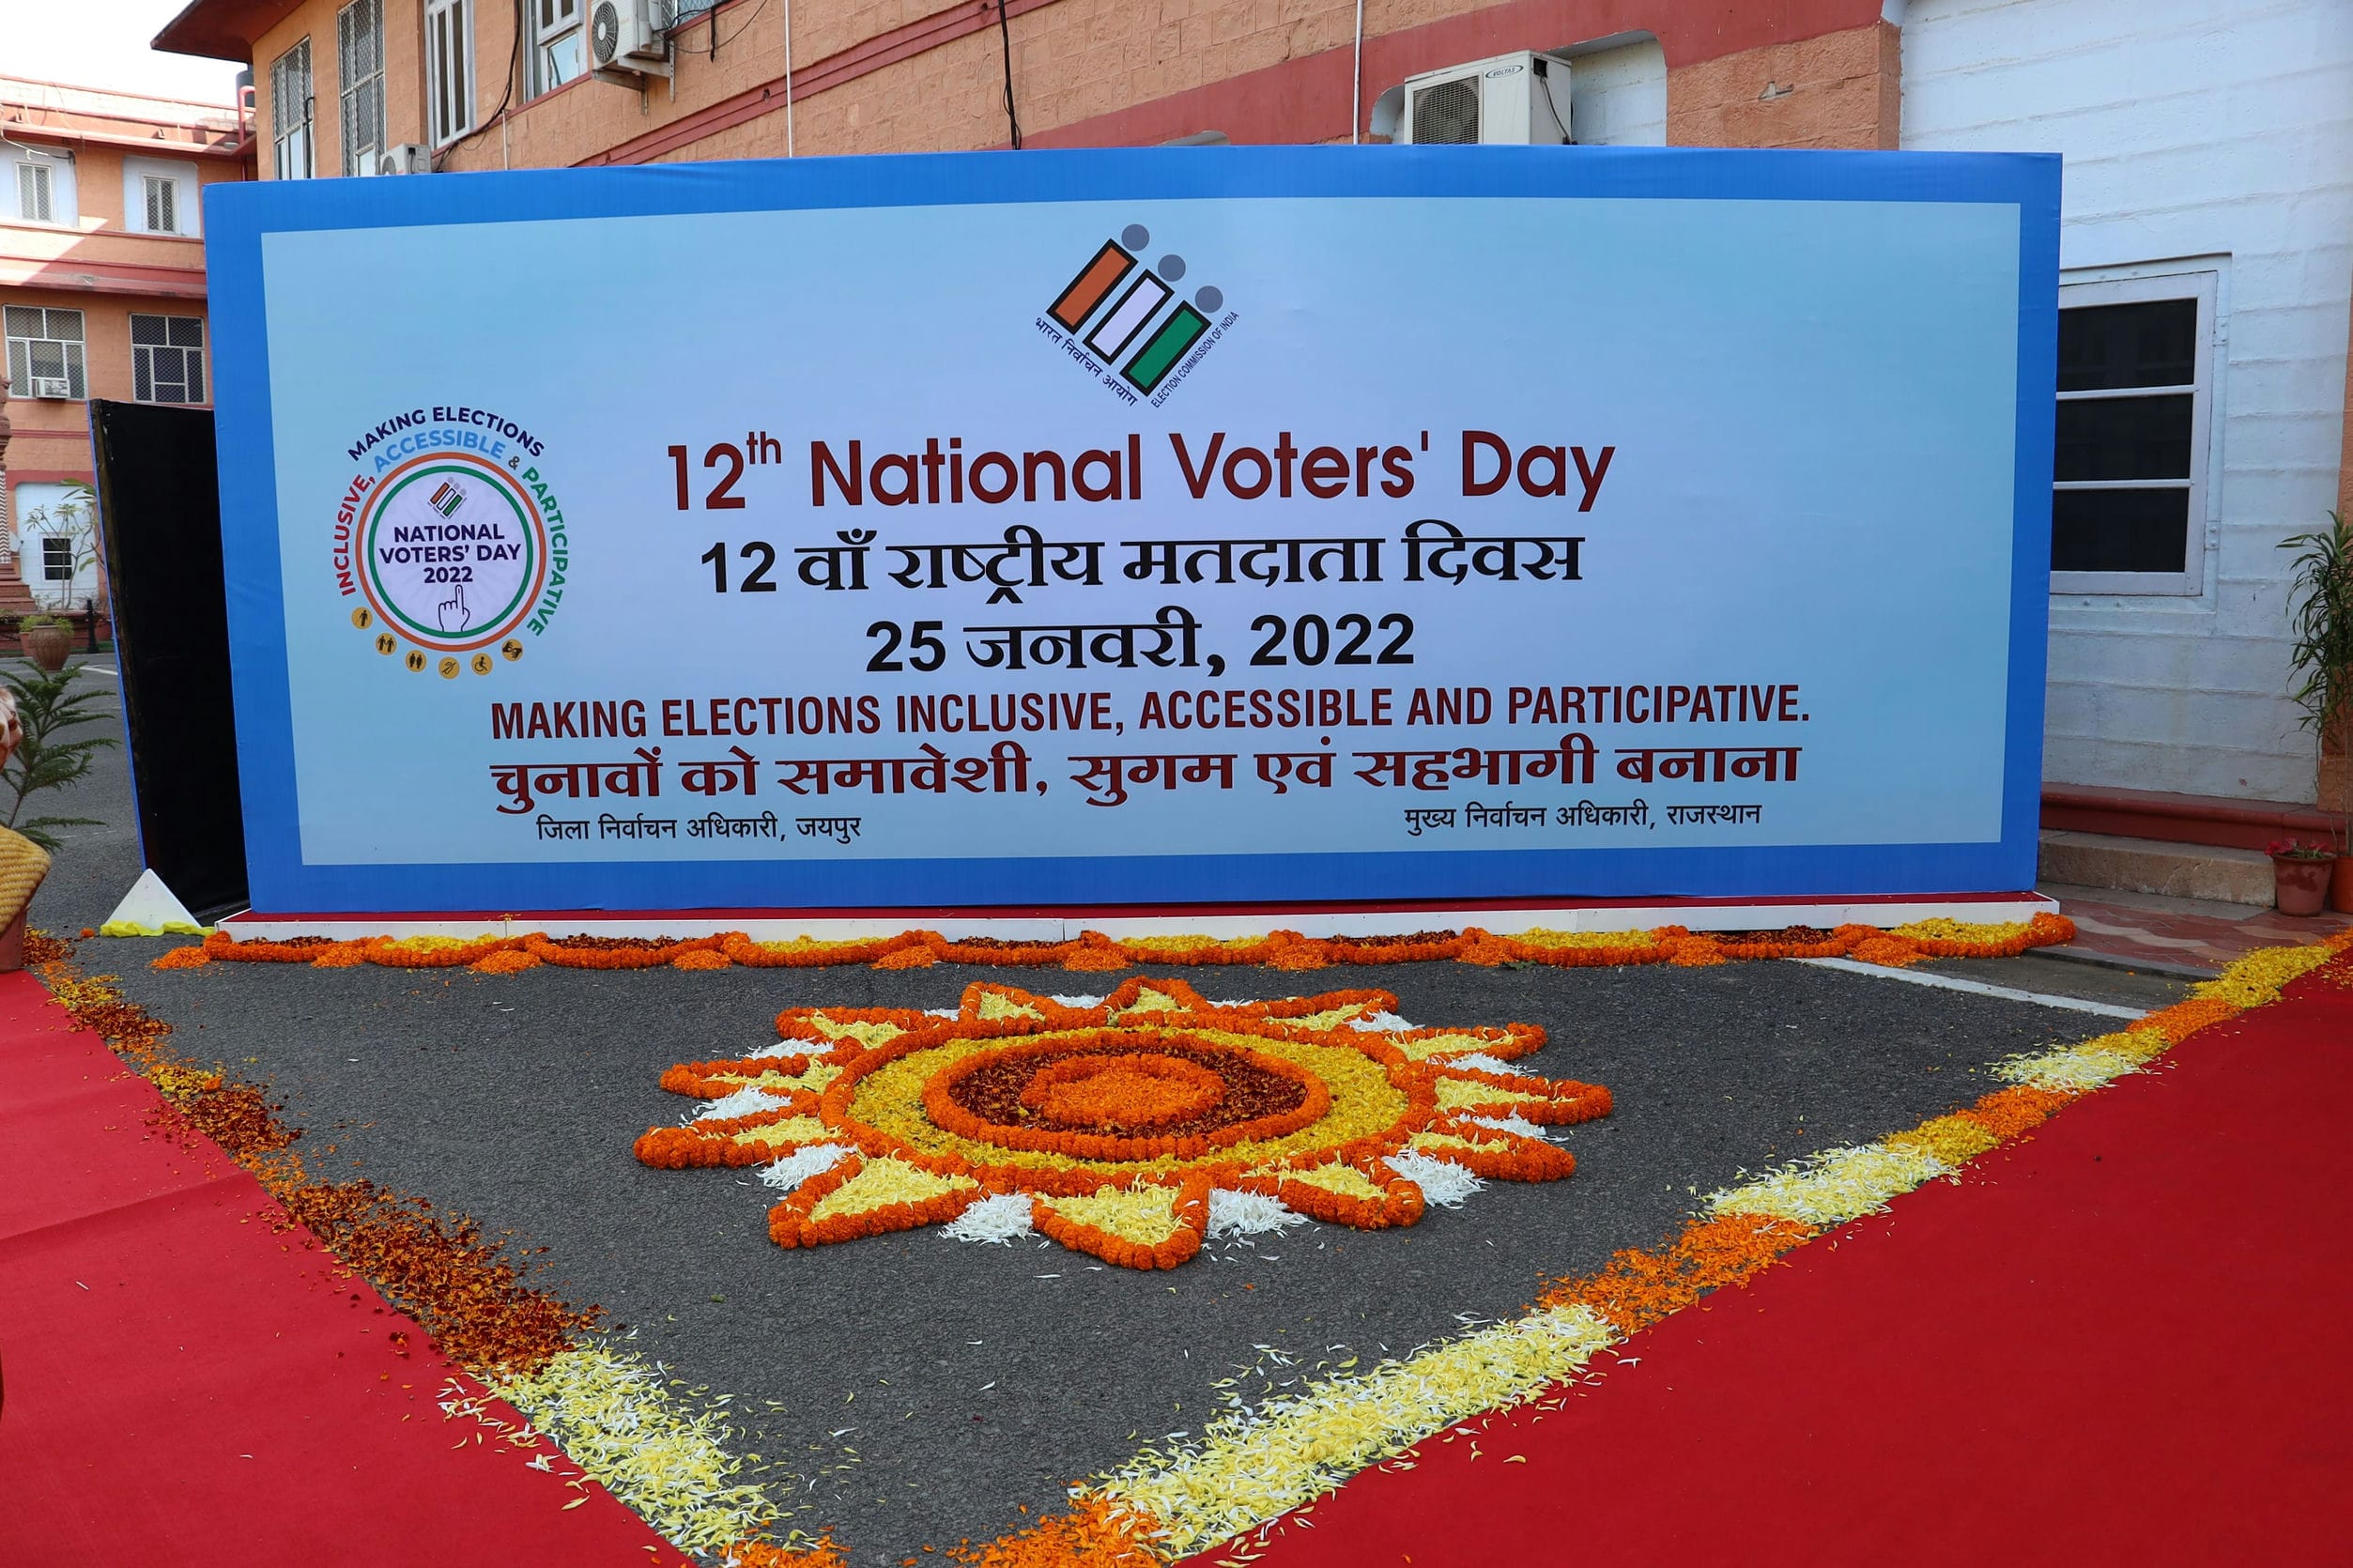 VOLTAS
भारत निर्वाचन आयोग
ELECTION COMMISSION OF INDIA
MAKING ELECTIONS
INCLUSIVE, ACCESSIBLE & PARTICIPATIVE
NATIONAL
VOTERS' DAY
2022
12th National Voters' Day
12 वाँ राष्ट्रीय मतदाता दिवस
25 जनवरी, 2022
MAKING ELECTIONS INCLUSIVE, ACCESSIBLE AND PARTICIPATIVE.
चुनावों को समावेशी, सुगम एवं सहभागी बनाना
जिला निर्वाचन अधिकारी, जयपुर
मुख्य निर्वाचन अधिकारी, राजस्थान